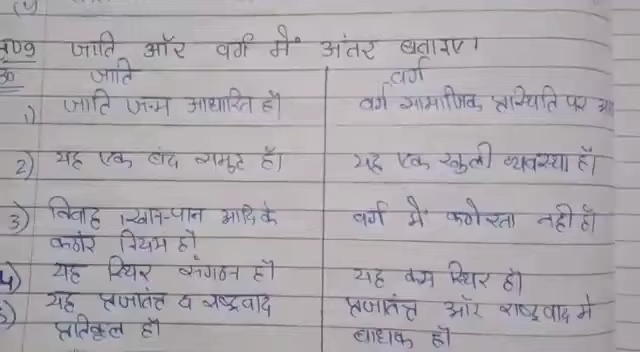 (v)
प्र09 जाति और वर्ग में अंतर बताइए।
उ0 जाति वर्ग
1) जाति जन्म आधारित है। वर्ग सामाजिक प्रस्थिति पर
2) यह एक बंद समूह है। यह एक खुली व्यवस्था है।
3) विवाह, खान-पान आदि के वर्ग में कठोरता नहीं है।
कठोर नियम है।
4) यह स्थिर संगठन है। यह कम स्थिर है।
5) यह प्रजातंत्र व राष्ट्रवाद प्रजातंत्र और राष्ट्रवाद में
प्रतिकूल है। बाधक है।